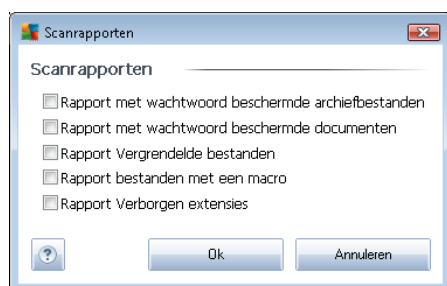 Scanrapporten
Scanrapporten
Rapport met wachtwoord beschermde archiefbestanden
Rapport met wachtwoord beschermde documenten
Rapport Vergrendelde bestanden
Rapport bestanden met een macro
Rapport Verborgen extensies
?
Ok
Annuleren